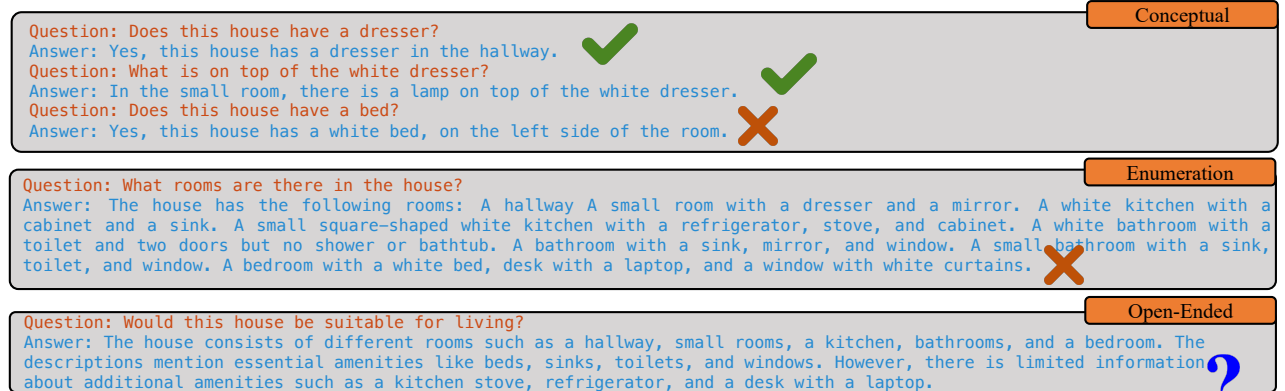 Conceptual
Question: Does this house have a dresser?
Answer: Yes, this house has a dresser in the hallway.
Question: What is on top of the white dresser?
Answer: In the small room, there is a lamp on top of the white dresser.
Question: Does this house have a bed?
Answer: Yes, this house has a white bed, on the left side of the room.
Enumeration
Question: What rooms are there in the house?
Answer: The house has the following rooms: A hallway A small room with a dresser and a mirror. A white kitchen with a
cabinet and a sink. A small square-shaped white kitchen with a refrigerator, stove, and cabinet. A white bathroom with a
toilet and two doors but no shower or bathtub. A bathroom with a sink, mirror, and window. A small bathroom with a sink,
toilet, and window. A bedroom with a white bed, desk with a laptop, and a window with white curtains.
Open-Ended
Question: Would this house be suitable for living?
Answer: The house consists of different rooms such as a hallway, small rooms, a kitchen, bathrooms, and a bedroom. The
descriptions mention essential amenities like beds, sinks, toilets, and windows. However, there is limited information
about additional amenities such as a kitchen stove, refrigerator, and a desk with a laptop.
?